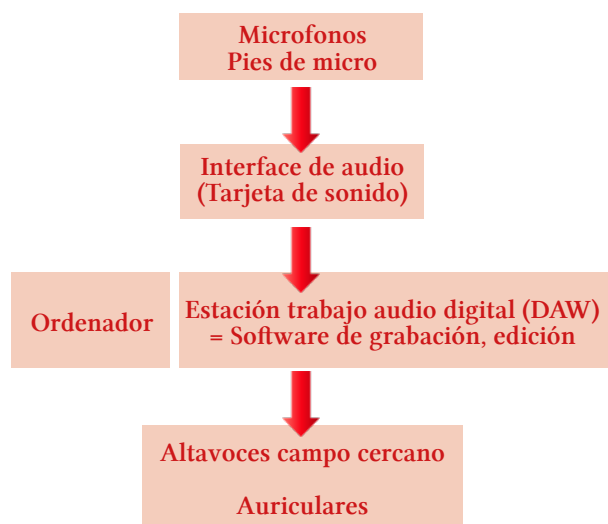 Microfonos
Pies de micro
Interface de audio
(Tarjeta de sonido)
Ordenador
Estación trabajo audio digital (DAW)
= Software de grabación, edición
Altavoces campo cercano
Auriculares